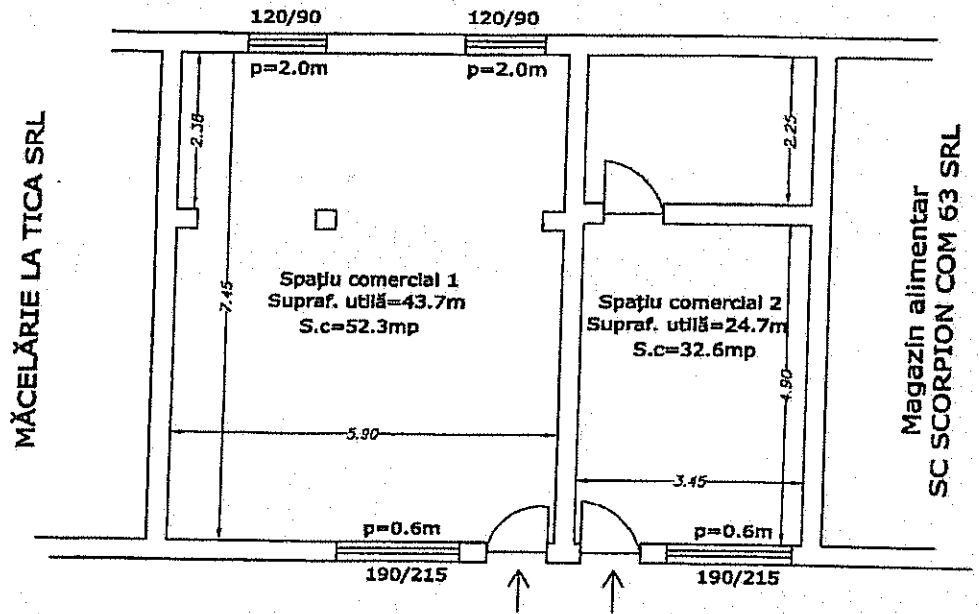 120/90
120/90
p=2.0m
p=2.0m
2.38
2.25
MĂCELĂRIE LA TICA SRL
7.45
Spațiu comercial 1
Supraf. utilă=43.7m
S.c=52.3mp
Spațiu comercial 2
Supraf. utilă=24.7m
S.c=32.6mp
4.90
Magazin alimentar
SC SCORPION COM 63 SRL
5.90
3.45
p=0.6m
p=0.6m
190/215
190/215